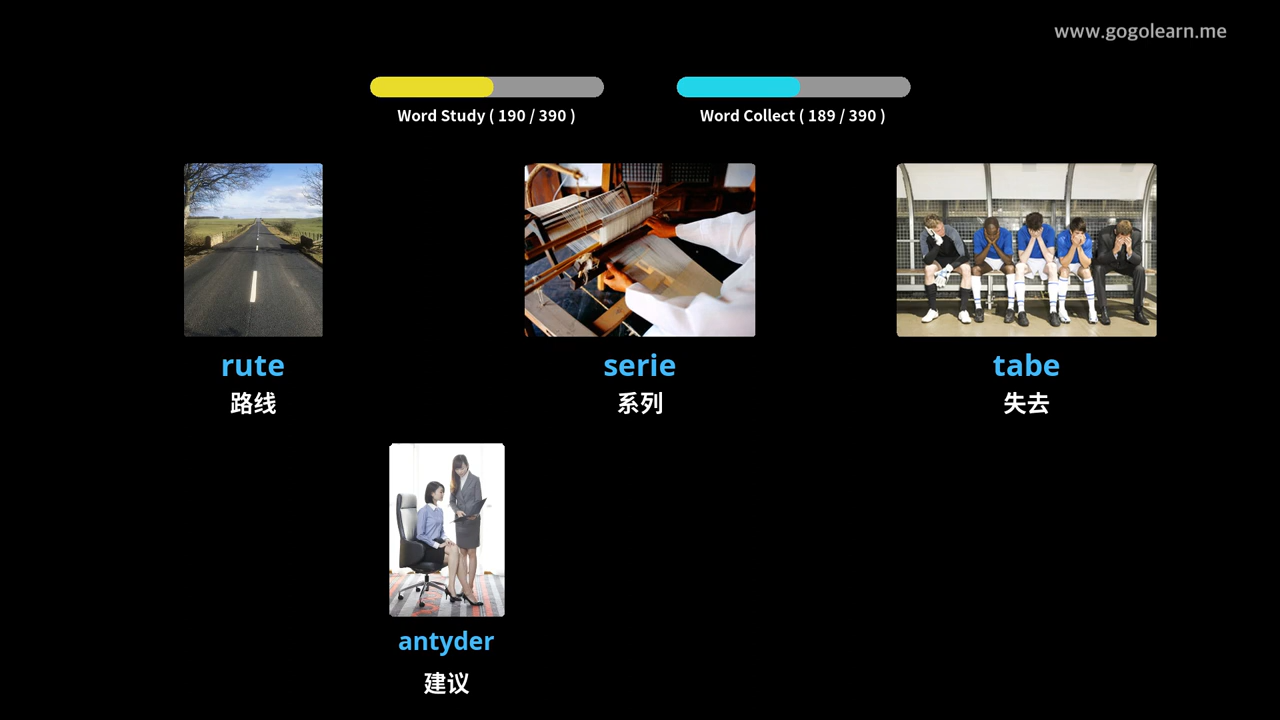 www.gogolearn.me
Word Study ( 190 / 390 )
Word Collect ( 189 / 390 )
rute
serie
tabe
路线
系列
失去
antyder
建议